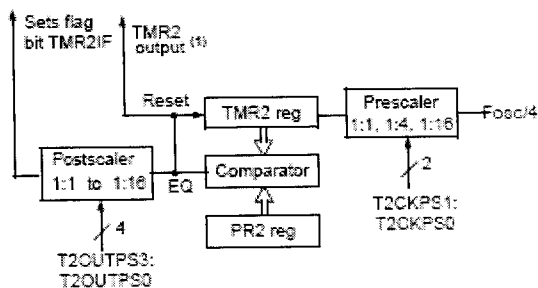 Sets flag
bit TMR2IF
TMR2
output (1)
Reset
TMR2 reg
Prescaler
1:1, 1:4, 1:16
Fosc/4
Postscaler
1:1 to 1:16
EQ
Comparator
2
T2CKPS1:
T2CKPS0
4
PR2 reg
T2OUTPS3:
T2OUTPS0